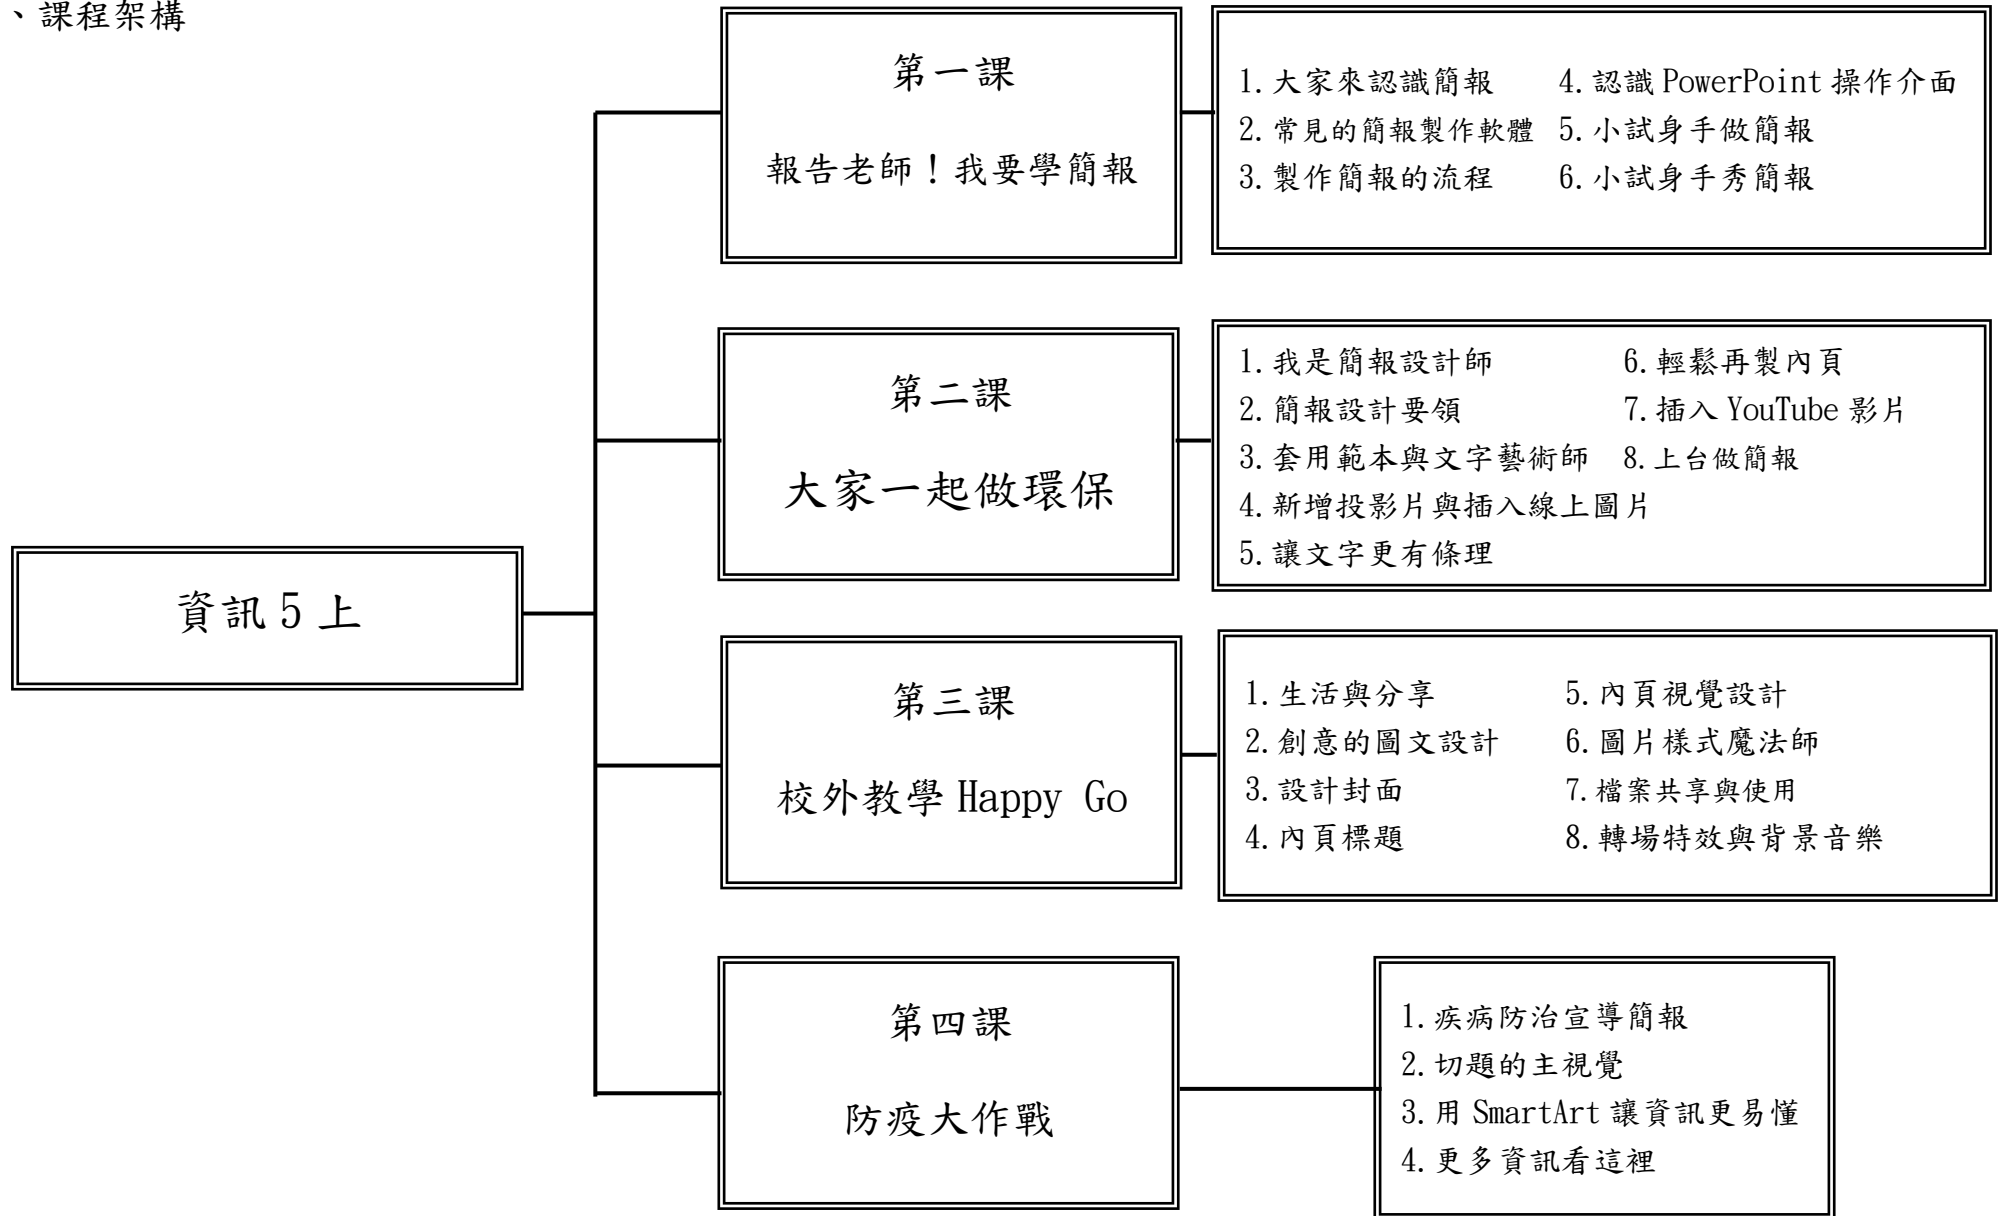 、課程架構
第一課
報告老師！我要學簡報
1.大家來認識簡報
2.常見的簡報製作軟體
3.製作簡報的流程
4.認識 PowerPoint 操作介面
5.小試身手做簡報
6.小試身手秀簡報
第二課
大家一起做環保
1.我是簡報設計師
2.簡報設計要領
3.套用範本與文字藝術師
4.新增投影片與插入線上圖片
5.讓文字更有條理
6.輕鬆再製內頁
7.插入 YouTube 影片
8.上台做簡報
資訊 5 上
第三課
校外教學 Happy Go
1.生活與分享
2.創意的圖文設計
3.設計封面
4.內頁標題
5.內頁視覺設計
6.圖片樣式魔法師
7.檔案共享與使用
8.轉場特效與背景音樂
第四課
防疫大作戰
1.疾病防治宣導簡報
2.切題的主視覺
3.用 SmartArt 讓資訊更易懂
4.更多資訊看這裡